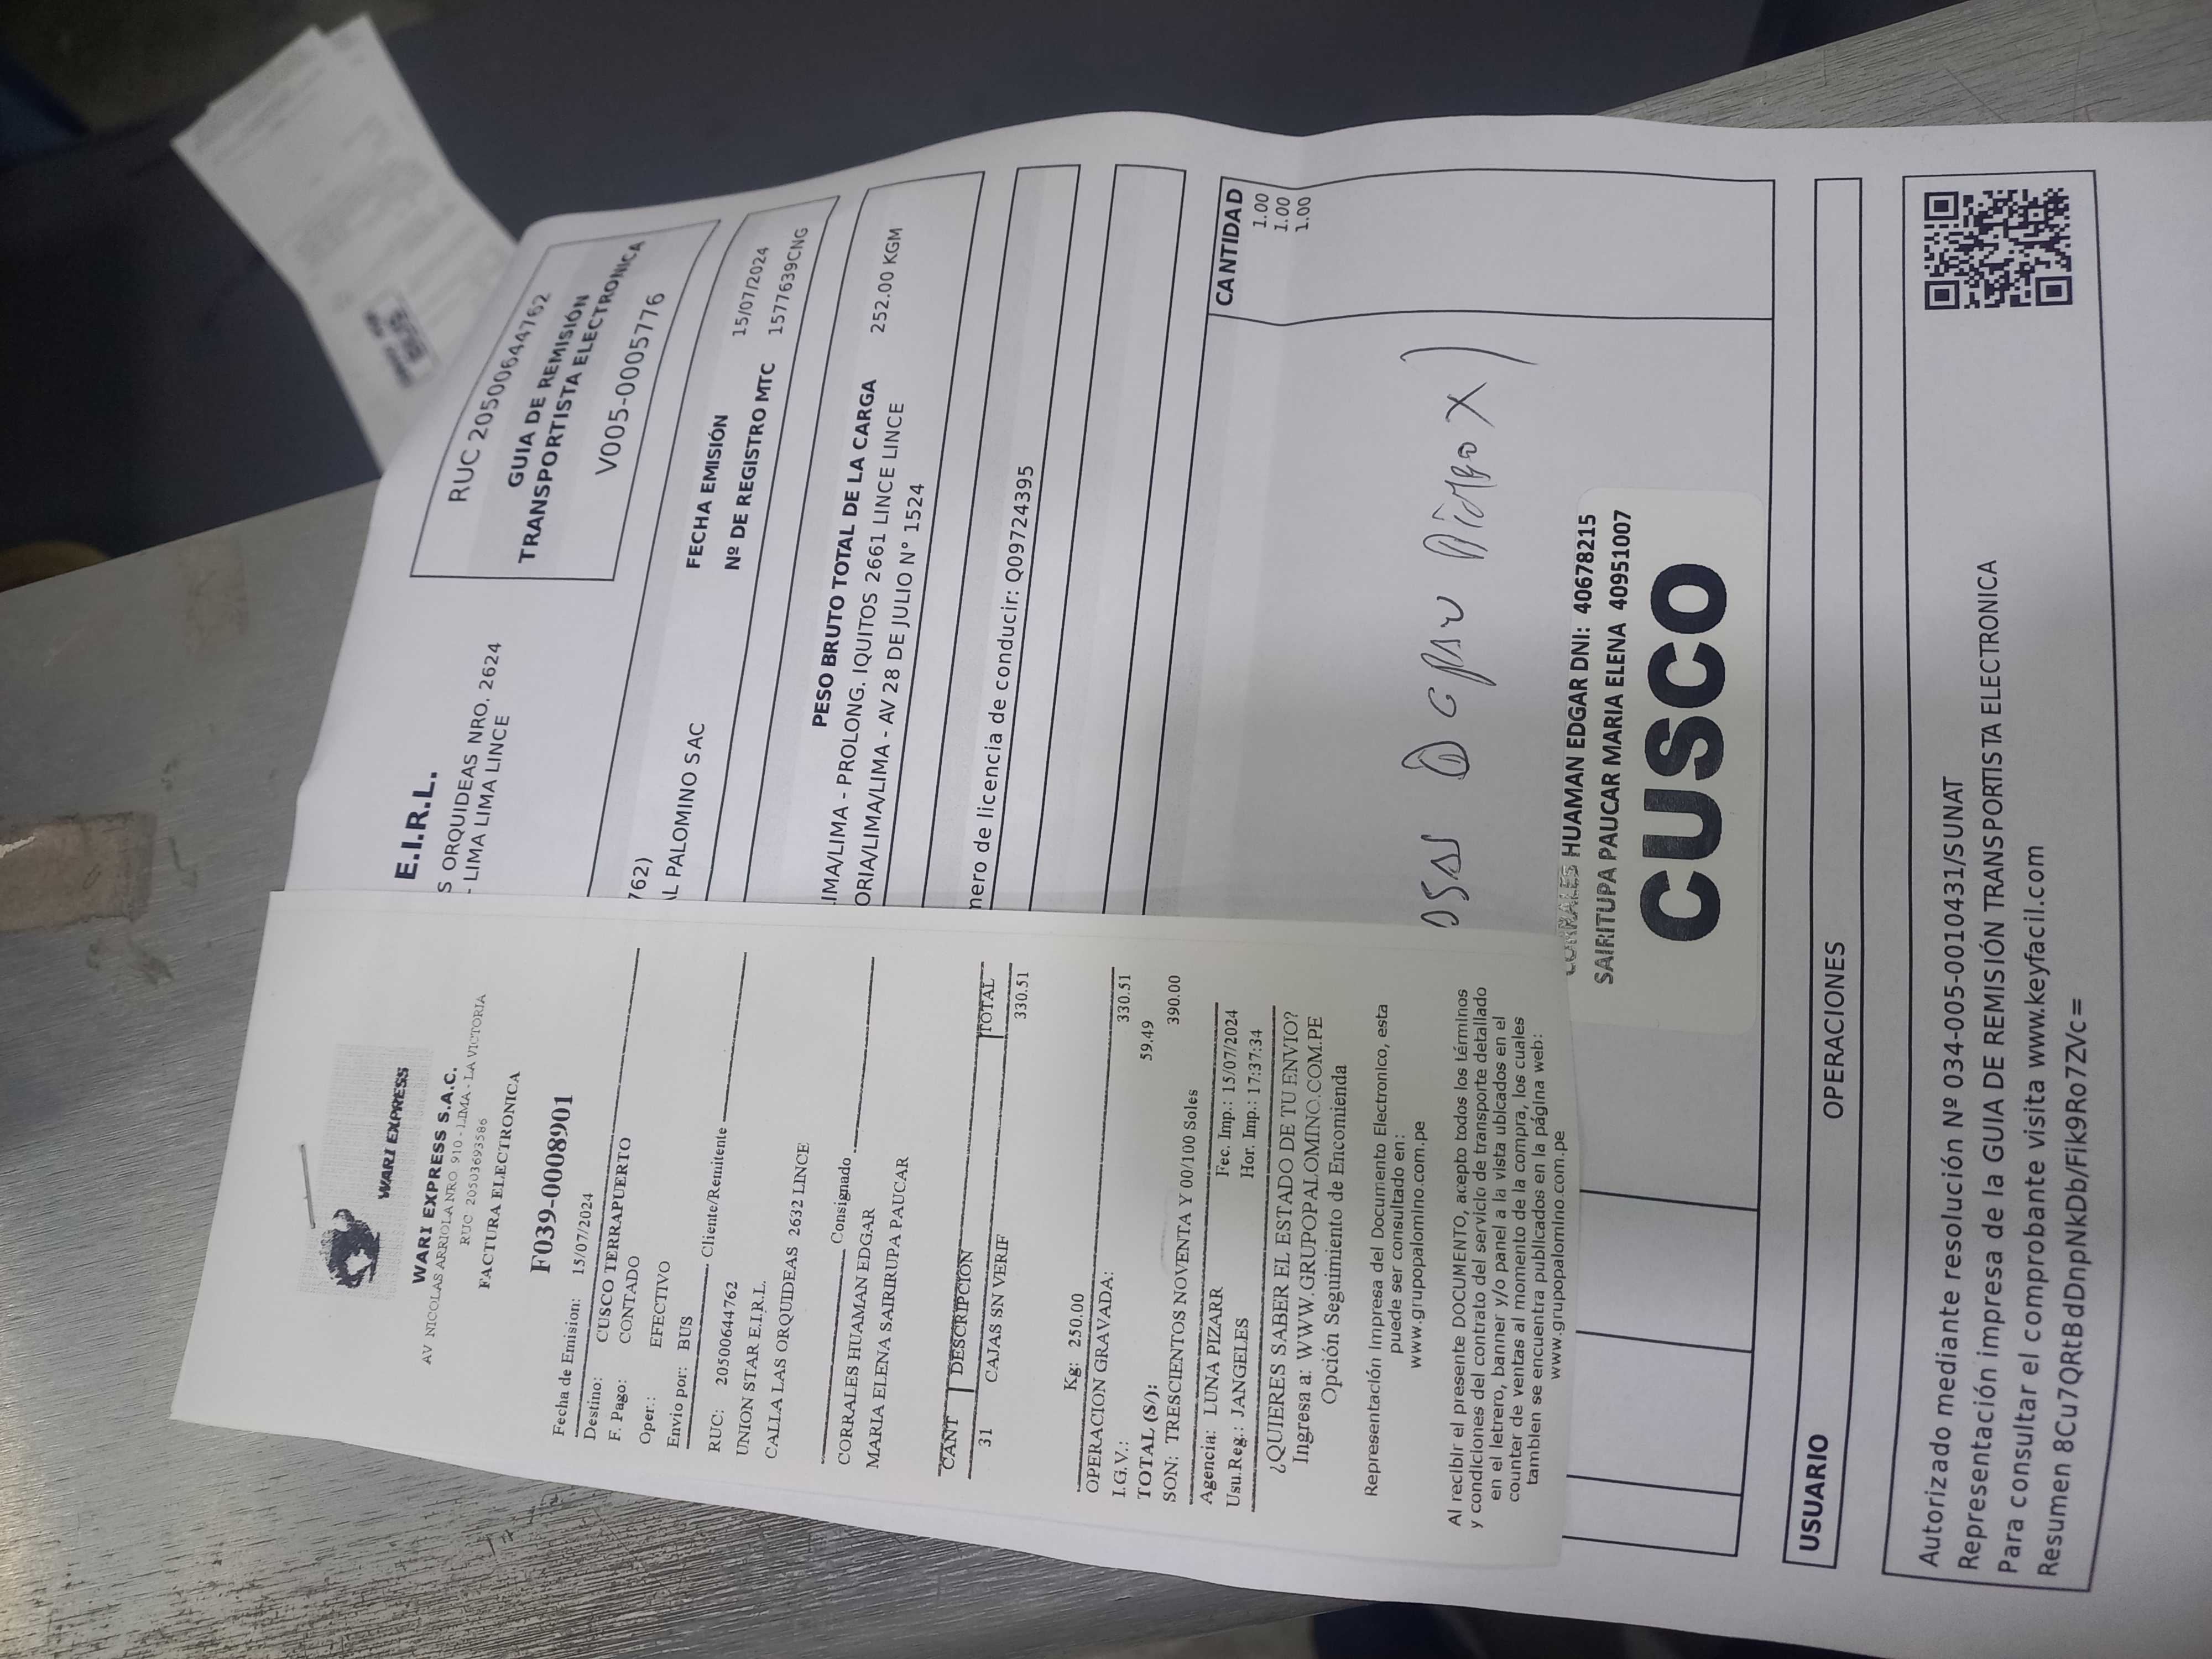 WARI EXPRESS
WARI EXPRESS S.A.C.
AV NICOLAS ARRIOLA NRO. 910 - LIMA - LA VICTORIA
RUC 20503693586
FACTURA ELECTRONICA
F039-0008901
Fecha de Emision: 15/07/2024
Destino: CUSCO TERRAPUERTO
F. Pago: CONTADO
Oper.: EFECTIVO
Envio por: BUS
Cliente/Remitente
RUC: 20500644762
UNION STAR E.I.R.L.
CALLA LAS ORQUIDEAS 2632 LINCE
Consignado
CORRALES HUAMAN EDGAR
MARIA ELENA SAIRIRUPA PAUCAR
CANT DESCRIPCION TOTAL
31 CAJAS SN VERIF 330.51
Kg: 250.00
OPERACION GRAVADA: 330.51
I.G.V.: 59.49
TOTAL (S/): 390.00
SON: TRESCIENTOS NOVENTA Y 00/100 Soles
Agencia: LUNA PIZARR Fec. Imp.: 15/07/2024
Usu.Reg.: JANGELES Hor. Imp.: 17:37:34
¿QUIERES SABER EL ESTADO DE TU ENVIO?
Ingresa a: WWW.GRUPOPALOMINO.COM.PE
Opción Seguimiento de Encomienda
Representación Impresa del Documento Electronico, esta
puede ser consultado en:
www.grupopalomino.com.pe
Al recibir el presente DOCUMENTO, acepto todos los términos
y condiciones del contrato del servicio de transporte detallado
en el letrero, banner y/o panel a la vista ubicados en el
counter de ventas al momento de la compra, los cuales
tambien se encuentra publicados en la página web:
www.grupopalomino.com.pe
E.I.R.L.
S ORQUIDEAS NRO. 2624
- LIMA LIMA LINCE
RUC 20500644762
GUIA DE REMISIÓN
TRANSPORTISTA ELECTRONICA
V005-00005776
762)
AL PALOMINO SAC
FECHA EMISIÓN 15/07/2024
Nº DE REGISTRO MTC 1577639CNG
PESO BRUTO TOTAL DE LA CARGA 252.00 KGM
IMA/LIMA - PROLONG. IQUITOS 2661 LINCE LINCE
ORIA/LIMA/LIMA - AV 28 DE JULIO N° 1524
nero de licencia de conducir: Q09724395
CANTIDAD
1.00
1.00
1.00
CORRALES HUAMAN EDGAR DNI: 40678215
SAIRITUPA PAUCAR MARIA ELENA 40951007
CUSCO
USUARIO OPERACIONES
Autorizado mediante resolución Nº 034-005-0010431/SUNAT
Representación impresa de la GUIA DE REMISIÓN TRANSPORTISTA ELECTRONICA
Para consultar el comprobante visita www.keyfacil.com
Resumen 8Cu7QRtBdDnpNkDb/Fik9Ro7ZVc=